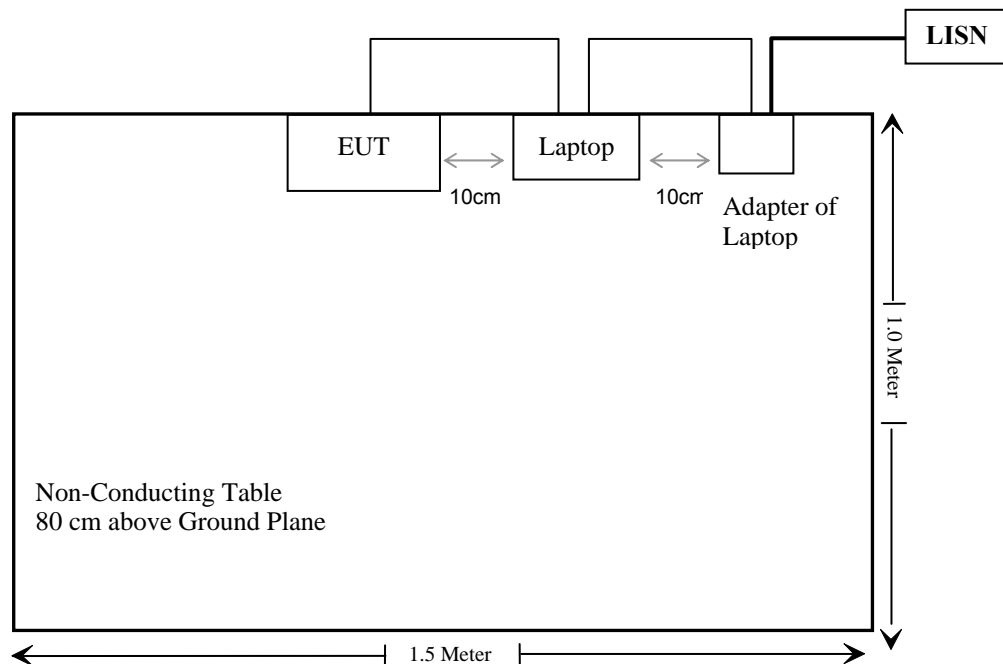 LISN
EUT
Laptop
10cm
10cm
Adapter of
Laptop
1.0 Meter
Non-Conducting Table
80 cm above Ground Plane
1.5 Meter